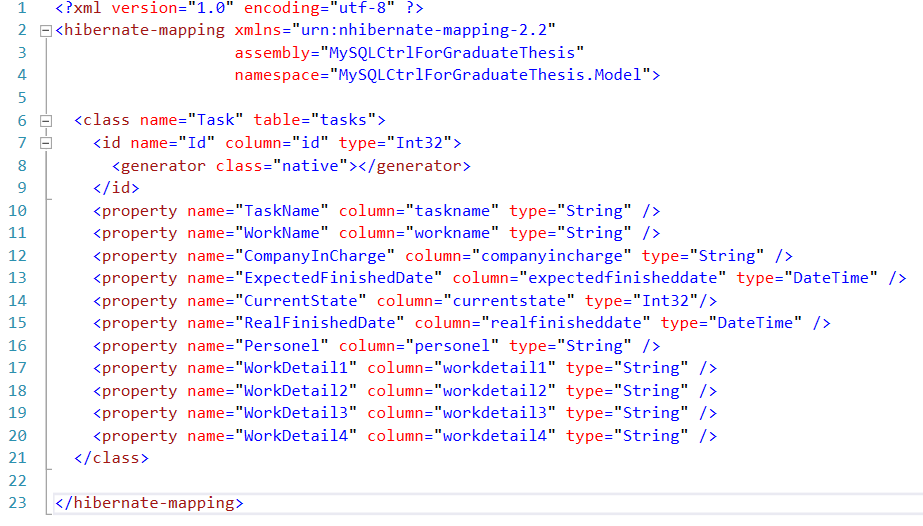 1 <?xml version="1.0" encoding="utf-8" ?>
2 <hibernate-mapping xmlns="urn:nhibernate-mapping-2.2"
3 assembly="MySQLCtrlForGraduateThesis"
4 namespace="MySQLCtrlForGraduateThesis.Model">
5
6 <class name="Task" table="tasks">
7 <id name="Id" column="id" type="Int32">
8 <generator class="native"></generator>
9 </id>
10 <property name="TaskName" column="taskname" type="String" />
11 <property name="WorkName" column="workname" type="String" />
12 <property name="CompanyInCharge" column="companyincharge" type="String" />
13 <property name="ExpectedFinishedDate" column="expectedfinisheddate" type="DateTime" />
14 <property name="CurrentState" column="currentstate" type="Int32"/>
15 <property name="RealFinishedDate" column="realfinisheddate" type="DateTime" />
16 <property name="Personel" column="personel" type="String" />
17 <property name="WorkDetail1" column="workdetail1" type="String" />
18 <property name="WorkDetail2" column="workdetail2" type="String" />
19 <property name="WorkDetail3" column="workdetail3" type="String" />
20 <property name="WorkDetail4" column="workdetail4" type="String" />
21 </class>
22
23 </hibernate-mapping>